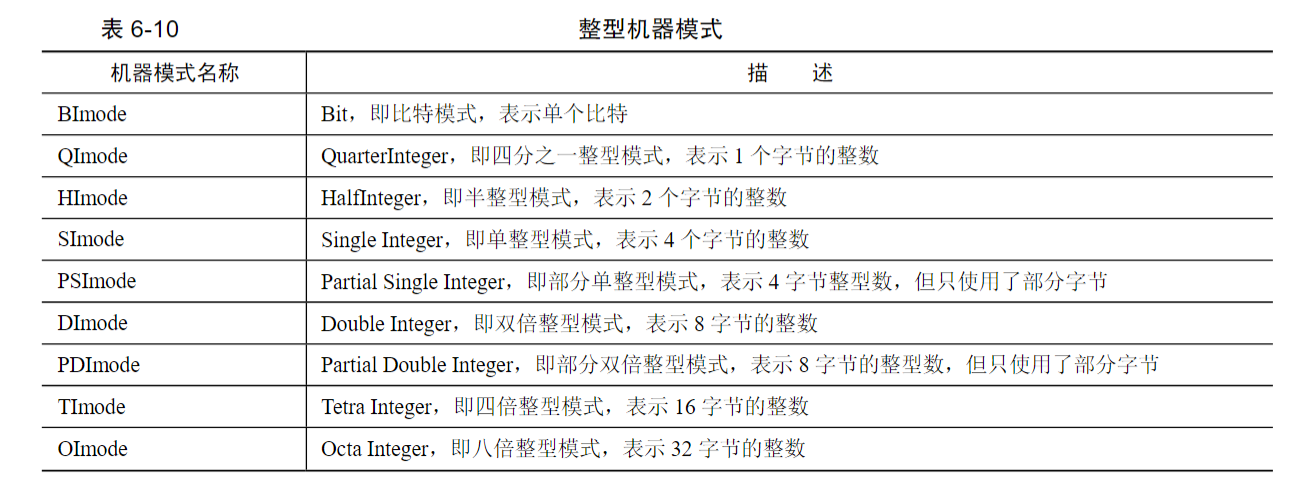 表 6-10 整型机器模式
机器模式名称 描 述
BImode Bit，即比特模式，表示单个比特
QImode QuarterInteger，即四分之一整型模式，表示 1 个字节的整数
HImode HalfInteger，即半整型模式，表示 2 个字节的整数
SImode Single Integer，即单整型模式，表示 4 个字节的整数
PSImode Partial Single Integer，即部分单整型模式，表示 4 字节整型数，但只使用了部分字节
DImode Double Integer，即双倍整型模式，表示 8 字节的整数
PDImode Partial Double Integer，即部分双倍整型模式，表示 8 字节的整型数，但只使用了部分字节
TImode Tetra Integer，即四倍整型模式，表示 16 字节的整数
OImode Octa Integer，即八倍整型模式，表示 32 字节的整数